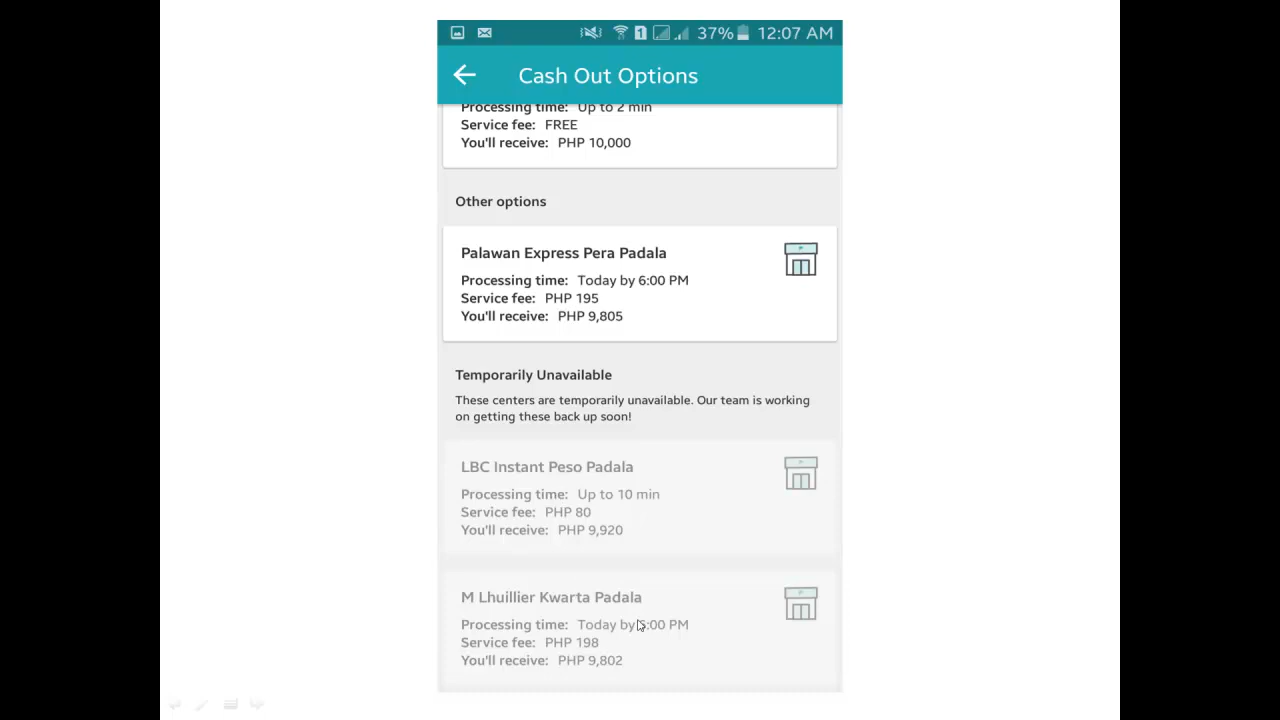 1 37% 12:07 AM
Cash Out Options
Processing time: Up to 2 min
Service fee: FREE
You'll receive: PHP 10,000
Other options
Palawan Express Pera Padala
Processing time: Today by 6:00 PM
Service fee: PHP 195
You'll receive: PHP 9,805
Temporarily Unavailable
These centers are temporarily unavailable. Our team is working
on getting these back up soon!
LBC Instant Peso Padala
Processing time: Up to 10 min
Service fee: PHP 80
You'll receive: PHP 9,920
M Lhuillier Kwarta Padala
Processing time: Today by :00 PM
Service fee: PHP 198
You'll receive: PHP 9,802